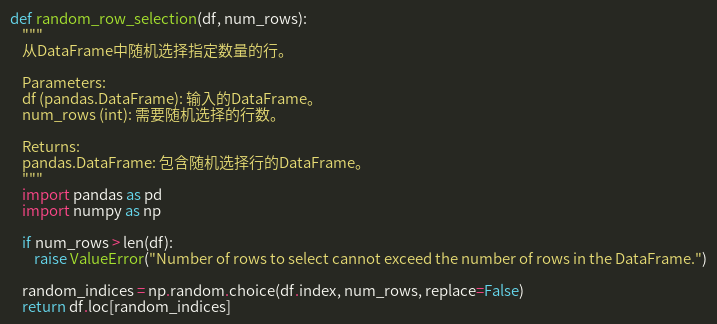 def random_row_selection(df, num_rows):
"""
从DataFrame中随机选择指定数量的行。
Parameters:
df (pandas.DataFrame): 输入的DataFrame。
num_rows (int): 需要随机选择的行数。
Returns:
pandas.DataFrame: 包含随机选择行的DataFrame。
"""
import pandas as pd
import numpy as np
if num_rows > len(df):
raise ValueError("Number of rows to select cannot exceed the number of rows in the DataFrame.")
random_indices = np.random.choice(df.index, num_rows, replace=False)
return df.loc[random_indices]